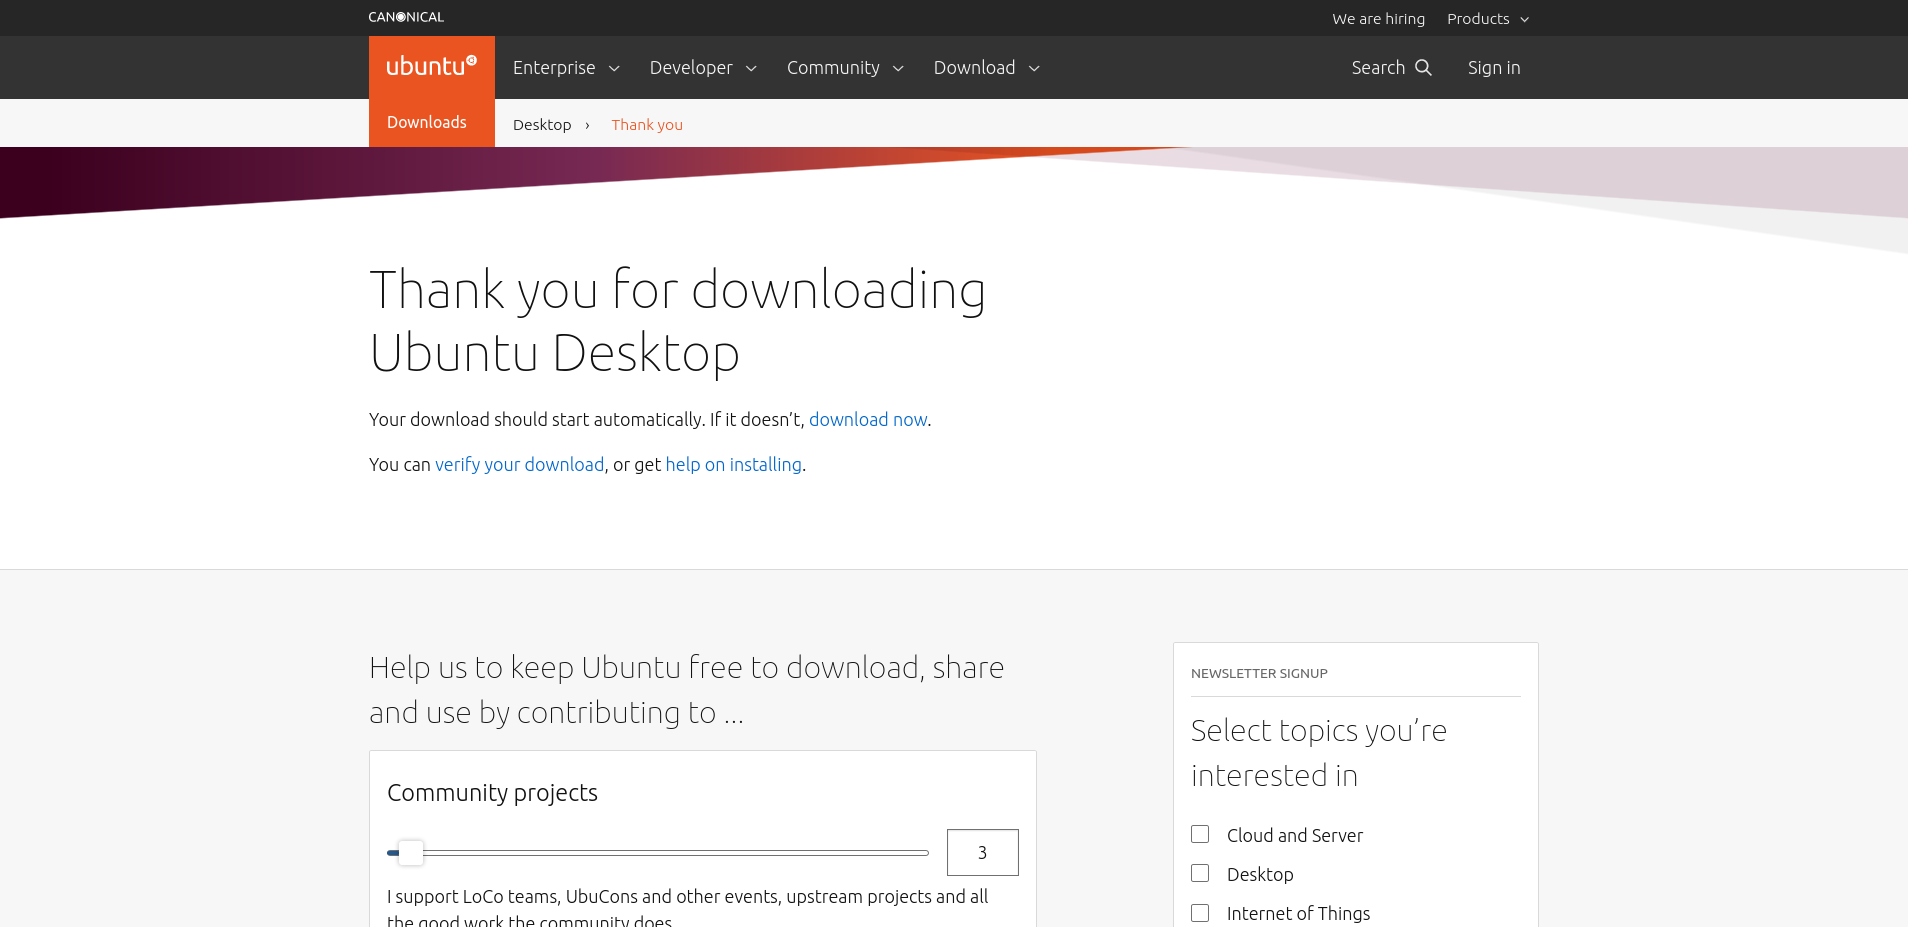 CANONICAL
We are hiring
Products
ubuntu
Enterprise
Developer
Community
Download
Search
Sign in
Downloads
Desktop ›
Thank you
Thank you for downloading
Ubuntu Desktop
Your download should start automatically. If it doesn’t, download now.
You can verify your download, or get help on installing.
Help us to keep Ubuntu free to download, share
and use by contributing to ...
Community projects
3
I support LoCo teams, UbuCons and other events, upstream projects and all
the good work the community does.
NEWSLETTER SIGNUP
Select topics you’re
interested in
Cloud and Server
Desktop
Internet of Things